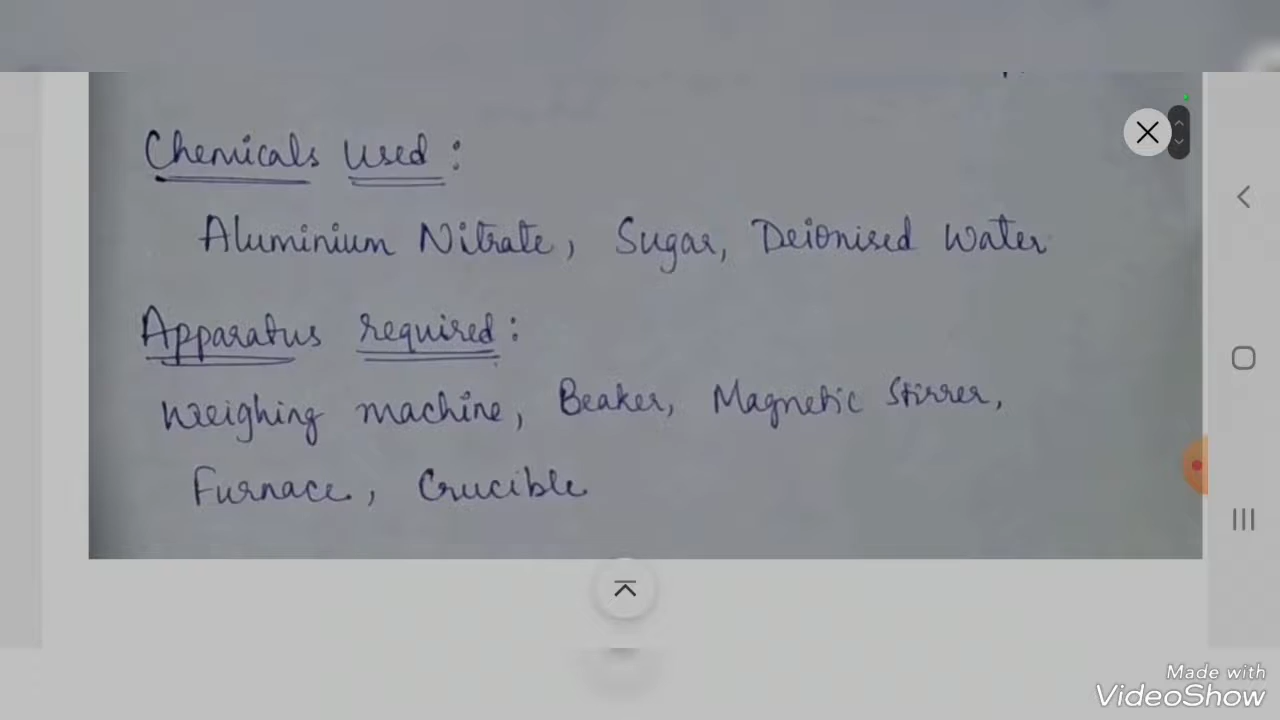 Chemicals Used :
Aluminium Nitrate, Sugar, Deionised Water
Apparatus required :
Weighing machine, Beaker, Magnetic Stirrer,
Furnace, Crucible
Made with
VideoShow